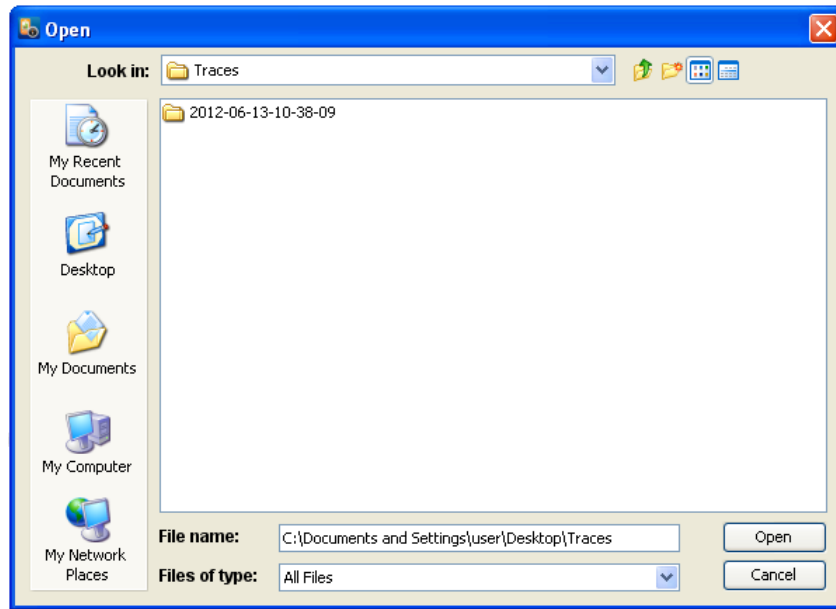 Open
Look in:
Traces
2012-06-13-10-38-09
My Recent
Documents
Desktop
My Documents
My Computer
My Network
Places
File name:
C:\Documents and Settings\user\Desktop\Traces
Open
Files of type:
All Files
Cancel